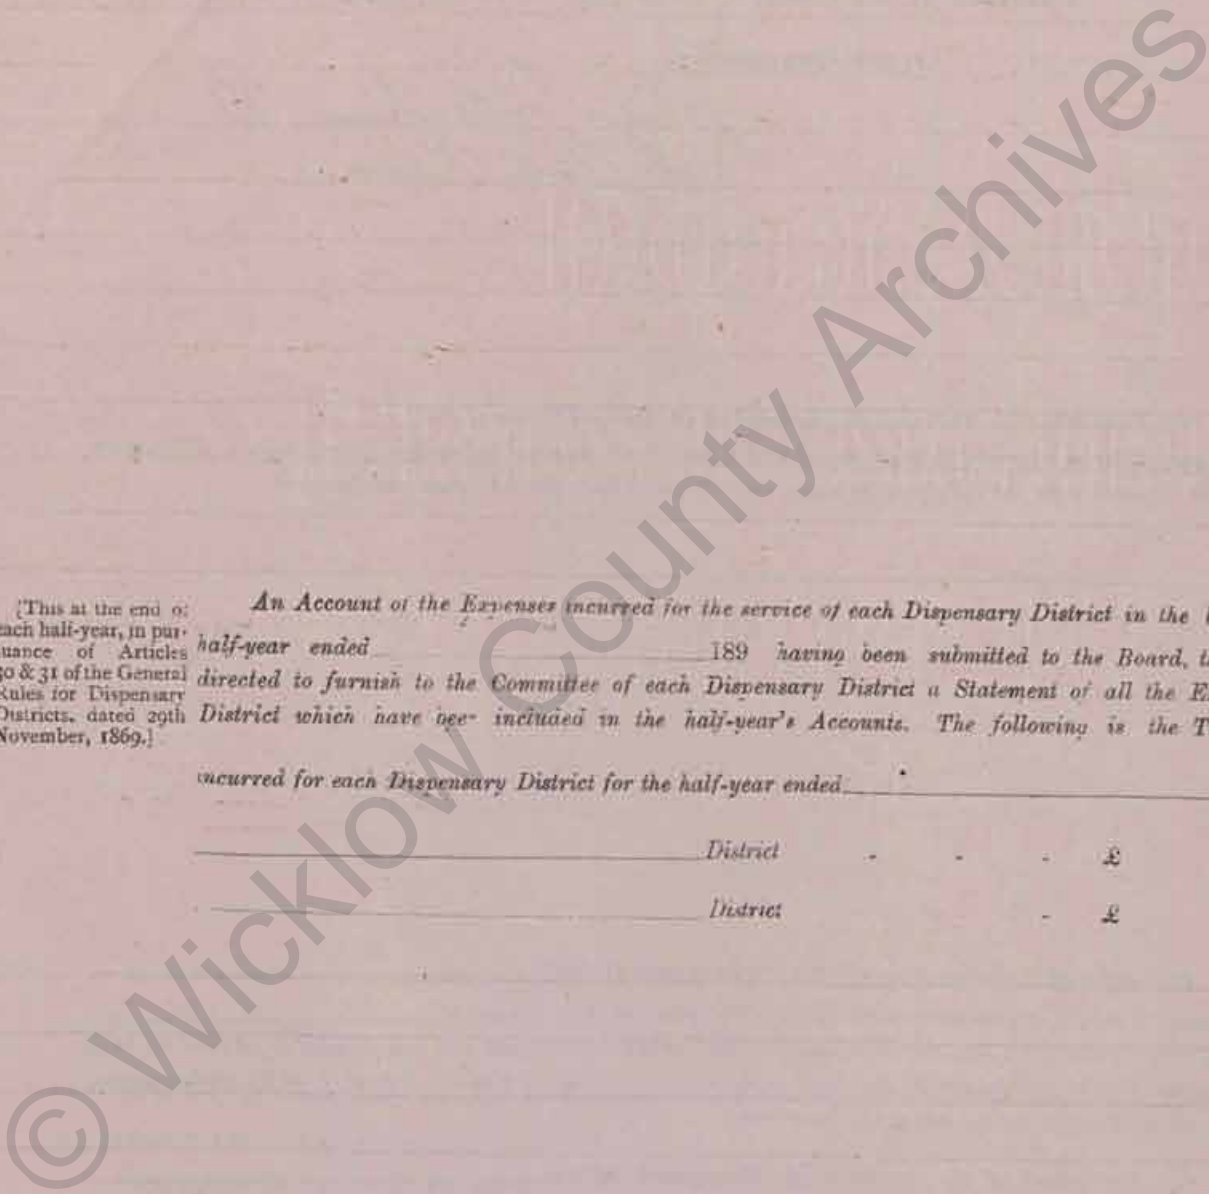 [This at the end of
each half-year, in pur-
suance of Articles
30 & 31 of the General
Rules for Dispensary
Districts, dated 29th
November, 1869.]
An Account of the Expenses incurred for the service of each Dispensary District in the
half-year ended 189 having been submitted to the Board,
directed to furnish to the Committee of each Dispensary District a Statement of all the
District which have bee- included in the half-year's Accounts. The following is the
incurred for each Dispensary District for the half-year ended
District - - - £
District - £
© Wicklow County Archives